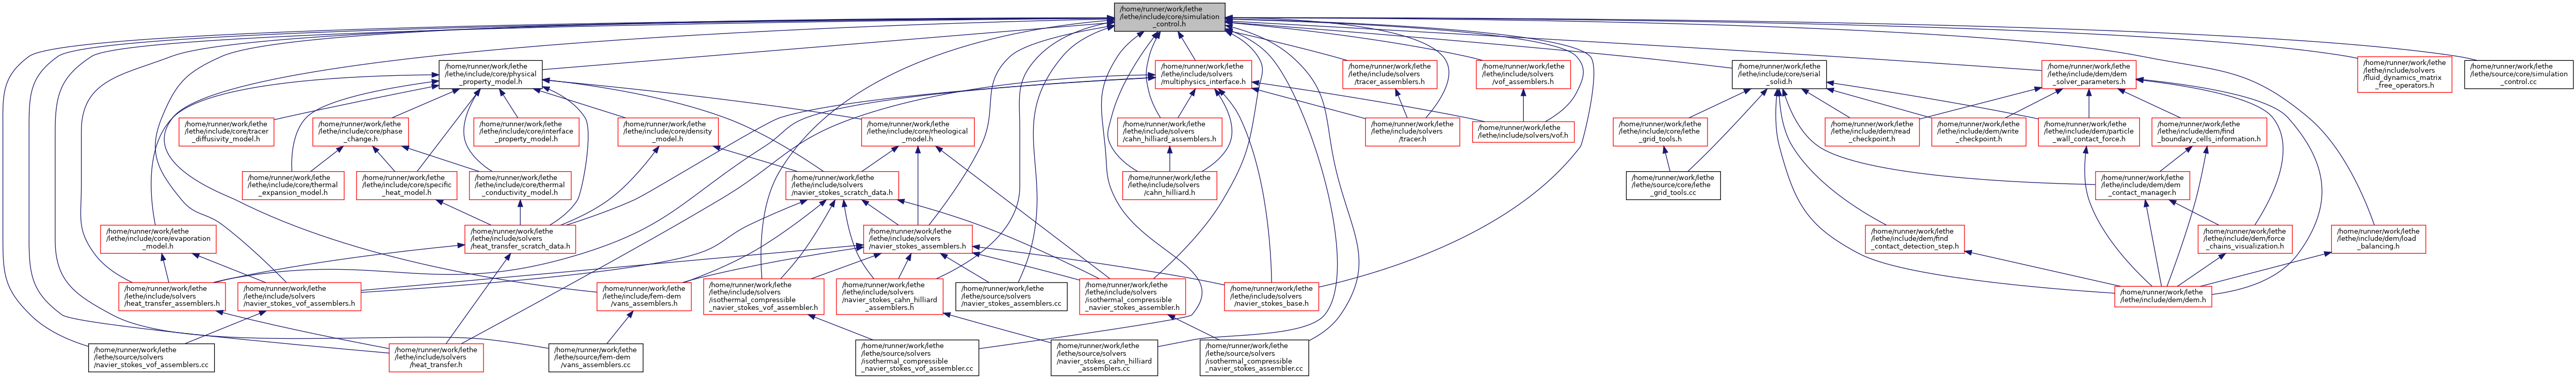 /home/runner/work/lethe
/lethe/include/core/simulation
_control.h
/home/runner/work/lethe
/lethe/include/core/physical
_property_model.h
/home/runner/work/lethe
/lethe/include/solvers
/multiphysics_interface.h
/home/runner/work/lethe
/lethe/include/solvers
/tracer_assemblers.h
/home/runner/work/lethe
/lethe/include/solvers
/vof_assemblers.h
/home/runner/work/lethe
/lethe/include/core/serial
_solid.h
/home/runner/work/lethe
/lethe/include/dem/dem
_solver_parameters.h
/home/runner/work/lethe
/lethe/include/solvers
/fluid_dynamics_matrix
_free_operators.h
/home/runner/work/lethe
/lethe/source/core/simulation
_control.cc
/home/runner/work/lethe
/lethe/include/core/tracer
_diffusivity_model.h
/home/runner/work/lethe
/lethe/include/core/phase
_change.h
/home/runner/work/lethe
/lethe/include/core/interface
_property_model.h
/home/runner/work/lethe
/lethe/include/core/density
_model.h
/home/runner/work/lethe
/lethe/include/core/rheological
_model.h
/home/runner/work/lethe
/lethe/include/solvers
/cahn_hilliard_assemblers.h
/home/runner/work/lethe
/lethe/include/solvers
/tracer.h
/home/runner/work/lethe
/lethe/include/solvers/vof.h
/home/runner/work/lethe
/lethe/include/core/lethe
_grid_tools.h
/home/runner/work/lethe
/lethe/include/dem/read
_checkpoint.h
/home/runner/work/lethe
/lethe/include/dem/write
_checkpoint.h
/home/runner/work/lethe
/lethe/include/dem/particle
_wall_contact_force.h
/home/runner/work/lethe
/lethe/include/dem/find
_boundary_cells_information.h
/home/runner/work/lethe
/lethe/include/core/thermal
_expansion_model.h
/home/runner/work/lethe
/lethe/include/core/specific
_heat_model.h
/home/runner/work/lethe
/lethe/include/core/thermal
_conductivity_model.h
/home/runner/work/lethe
/lethe/include/solvers
/navier_stokes_scratch_data.h
/home/runner/work/lethe
/lethe/include/solvers
/cahn_hilliard.h
/home/runner/work/lethe
/lethe/source/core/lethe
_grid_tools.cc
/home/runner/work/lethe
/lethe/include/dem/dem
_contact_manager.h
/home/runner/work/lethe
/lethe/include/core/evaporation
_model.h
/home/runner/work/lethe
/lethe/include/solvers
/heat_transfer_scratch_data.h
/home/runner/work/lethe
/lethe/include/solvers
/navier_stokes_assemblers.h
/home/runner/work/lethe
/lethe/include/dem/find
_contact_detection_step.h
/home/runner/work/lethe
/lethe/include/dem/force
_chains_visualization.h
/home/runner/work/lethe
/lethe/include/dem/load
_balancing.h
/home/runner/work/lethe
/lethe/include/solvers
/heat_transfer_assemblers.h
/home/runner/work/lethe
/lethe/include/solvers
/navier_stokes_vof_assemblers.h
/home/runner/work/lethe
/lethe/include/fem-dem
/vans_assemblers.h
/home/runner/work/lethe
/lethe/include/solvers
/isothermal_compressible
_navier_stokes_vof_assembler.h
/home/runner/work/lethe
/lethe/include/solvers
/navier_stokes_cahn_hilliard
_assemblers.h
/home/runner/work/lethe
/lethe/source/solvers
/navier_stokes_assemblers.cc
/home/runner/work/lethe
/lethe/include/solvers
/isothermal_compressible
_navier_stokes_assembler.h
/home/runner/work/lethe
/lethe/include/solvers
/navier_stokes_base.h
/home/runner/work/lethe
/lethe/include/dem/dem.h
/home/runner/work/lethe
/lethe/source/solvers
/navier_stokes_vof_assemblers.cc
/home/runner/work/lethe
/lethe/include/solvers
/heat_transfer.h
/home/runner/work/lethe
/lethe/source/fem-dem
/vans_assemblers.cc
/home/runner/work/lethe
/lethe/source/solvers
/isothermal_compressible
_navier_stokes_vof_assembler.cc
/home/runner/work/lethe
/lethe/source/solvers
/navier_stokes_cahn_hilliard
_assemblers.cc
/home/runner/work/lethe
/lethe/source/solvers
/isothermal_compressible
_navier_stokes_assembler.cc